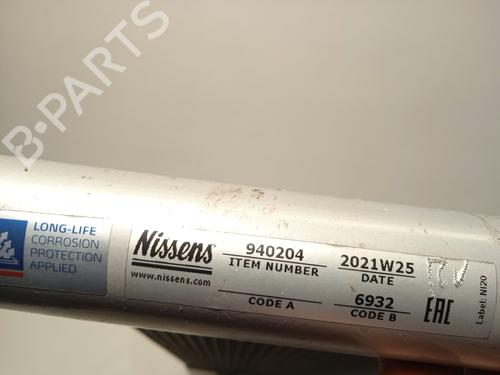 B-PARTS
LONG-LIFE
CORROSION
PROTECTION
APPLIED
Nissens
www.nissens.com
940204
ITEM NUMBER
2021W25
DATE
CODE A
6932
CODE B
EAC
Label: NI20